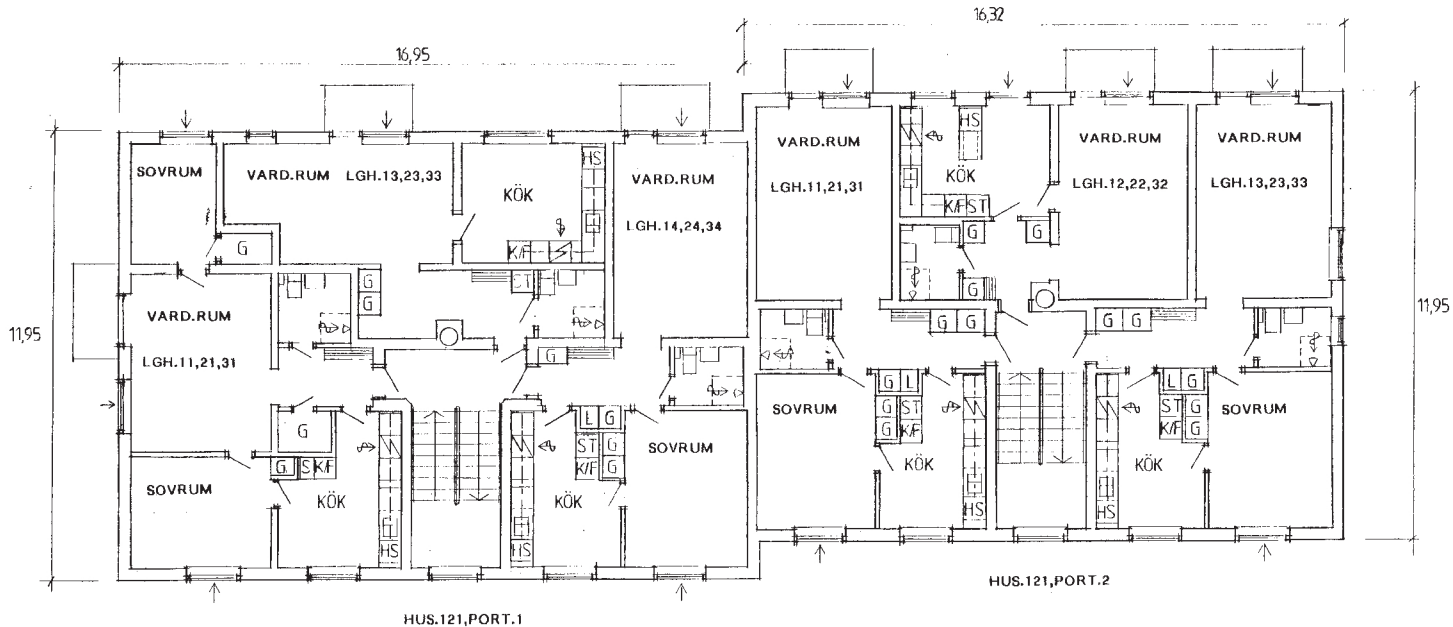 16,32
16,95
SOVRUM
VARD.RUM LGH.13,23,33
KÖK
HS
VARD.RUM
LGH.14,24,34
VARD.RUM
LGH.11,21,31
HS
KÖK
K/F ST
VARD.RUM
LGH.12,22,32
VARD.RUM
LGH.13,23,33
G
K/F
G
G
G
G
G
ST
11,95
VARD.RUM
LGH.11,21,31
G
G G
G G
11,95
G
G
S K/F
KÖK
HS
SOVRUM
L G
ST G
K/F G
KÖK
HS
SOVRUM
SOVRUM
G L
G ST
G K/F
KÖK
HS
L G
ST G
K/F G
KÖK
HS
SOVRUM
HUS.121,PORT.1
HUS.121,PORT.2